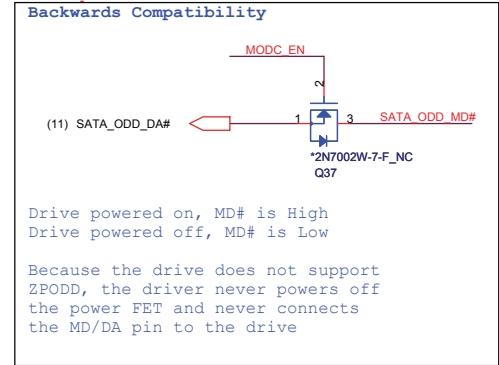 Backwards Compatibility
MODC_EN
2
(11) SATA_ODD_DA#
1
3
SATA_ODD_MD#
*2N7002W-7-F_NC
Q37
Drive powered on, MD# is High
Drive powered off, MD# is Low
Because the drive does not support
ZPODD, the driver never powers off
the power FET and never connects
the MD/DA pin to the drive